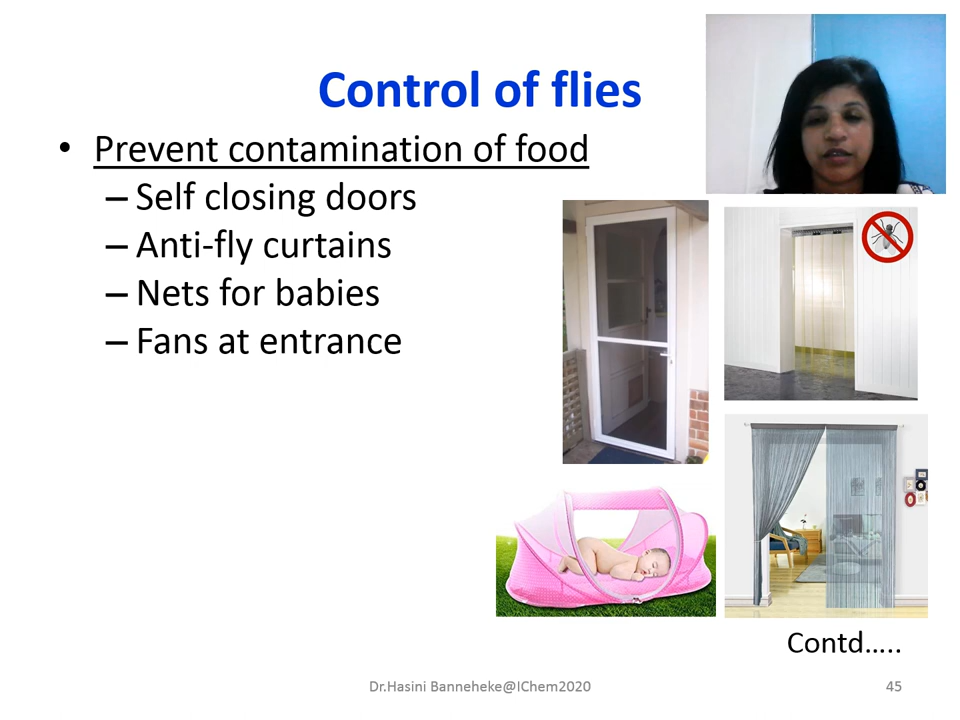 Control of flies
• Prevent contamination of food
– Self closing doors
– Anti-fly curtains
– Nets for babies
– Fans at entrance
Contd…..
Dr.Hasini Banneheke@IChem2020
45